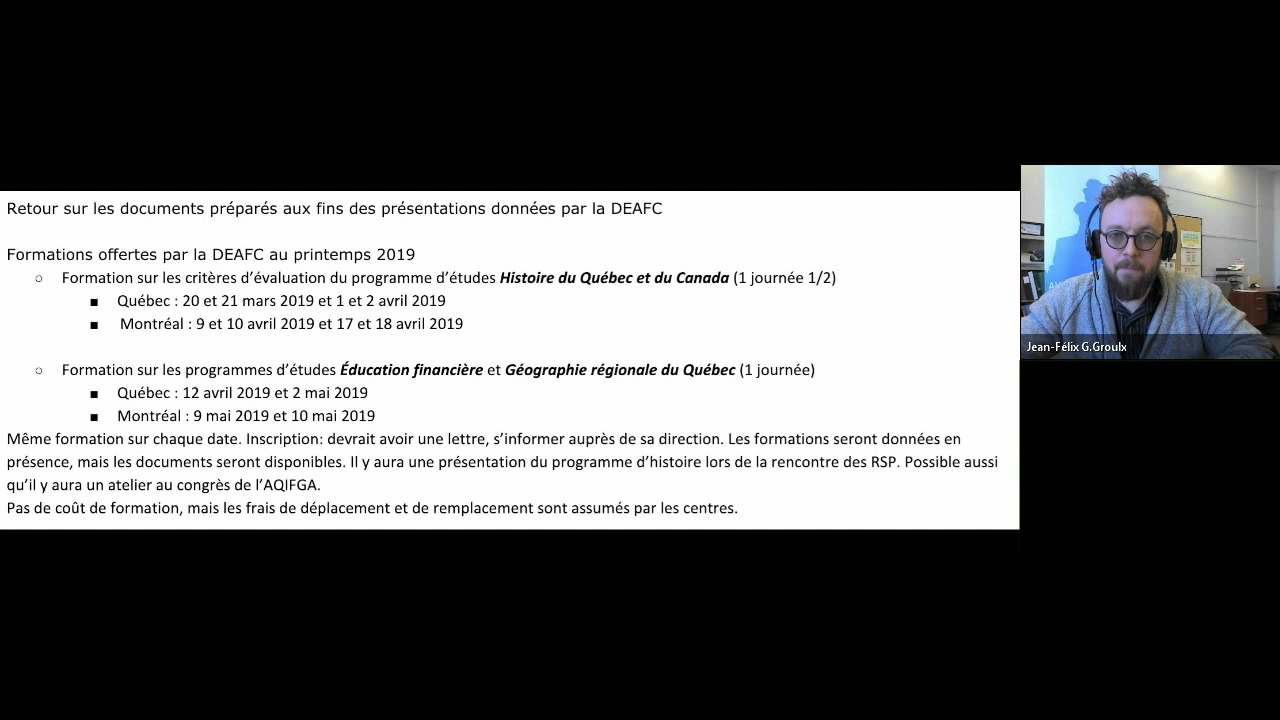 Retour sur les documents préparés aux fins des présentations données par la DEAFC
Formations offertes par la DEAFC au printemps 2019
○ Formation sur les critères d’évaluation du programme d’études Histoire du Québec et du Canada (1 journée 1/2)
■ Québec : 20 et 21 mars 2019 et 1 et 2 avril 2019
■ Montréal : 9 et 10 avril 2019 et 17 et 18 avril 2019
○ Formation sur les programmes d’études Éducation financière et Géographie régionale du Québec (1 journée)
■ Québec : 12 avril 2019 et 2 mai 2019
■ Montréal : 9 mai 2019 et 10 mai 2019
Même formation sur chaque date. Inscription: devrait avoir une lettre, s’informer auprès de sa direction. Les formations seront données en
présence, mais les documents seront disponibles. Il y aura une présentation du programme d’histoire lors de la rencontre des RSP. Possible aussi
qu’il y aura un atelier au congrès de l’AQIFGA.
Pas de coût de formation, mais les frais de déplacement et de remplacement sont assumés par les centres.
Jean-Félix G.Groulx